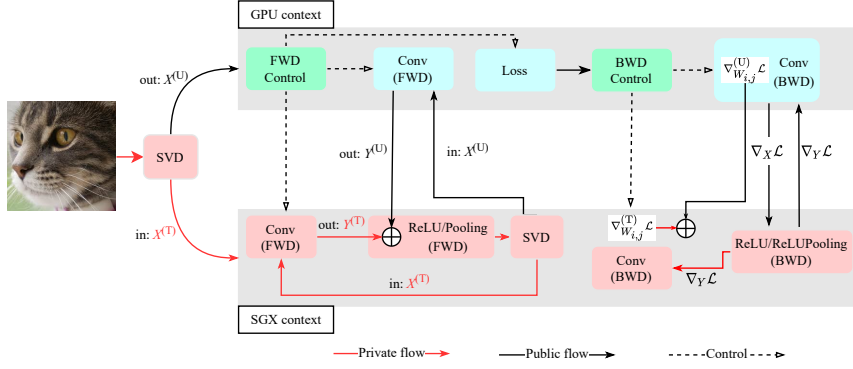 GPU context
FWD
Control
Conv
(FWD)
Loss
BWD
Control
∇_{W_{i,j}}^{(U)} ℒ
Conv
(BWD)
out: X^{(U)}
SVD
out: Y^{(U)}
in: X^{(U)}
∇_X ℒ
∇_Y ℒ
in: X^{(T)}
Conv
(FWD)
out: Y^{(T)}
ReLU/Pooling
(FWD)
SVD
∇_{W_{i,j}}^{(T)} ℒ
Conv
(BWD)
ReLU/ReLUPooling
(BWD)
∇_Y ℒ
in: X^{(T)}
SGX context
Private flow
Public flow
Control